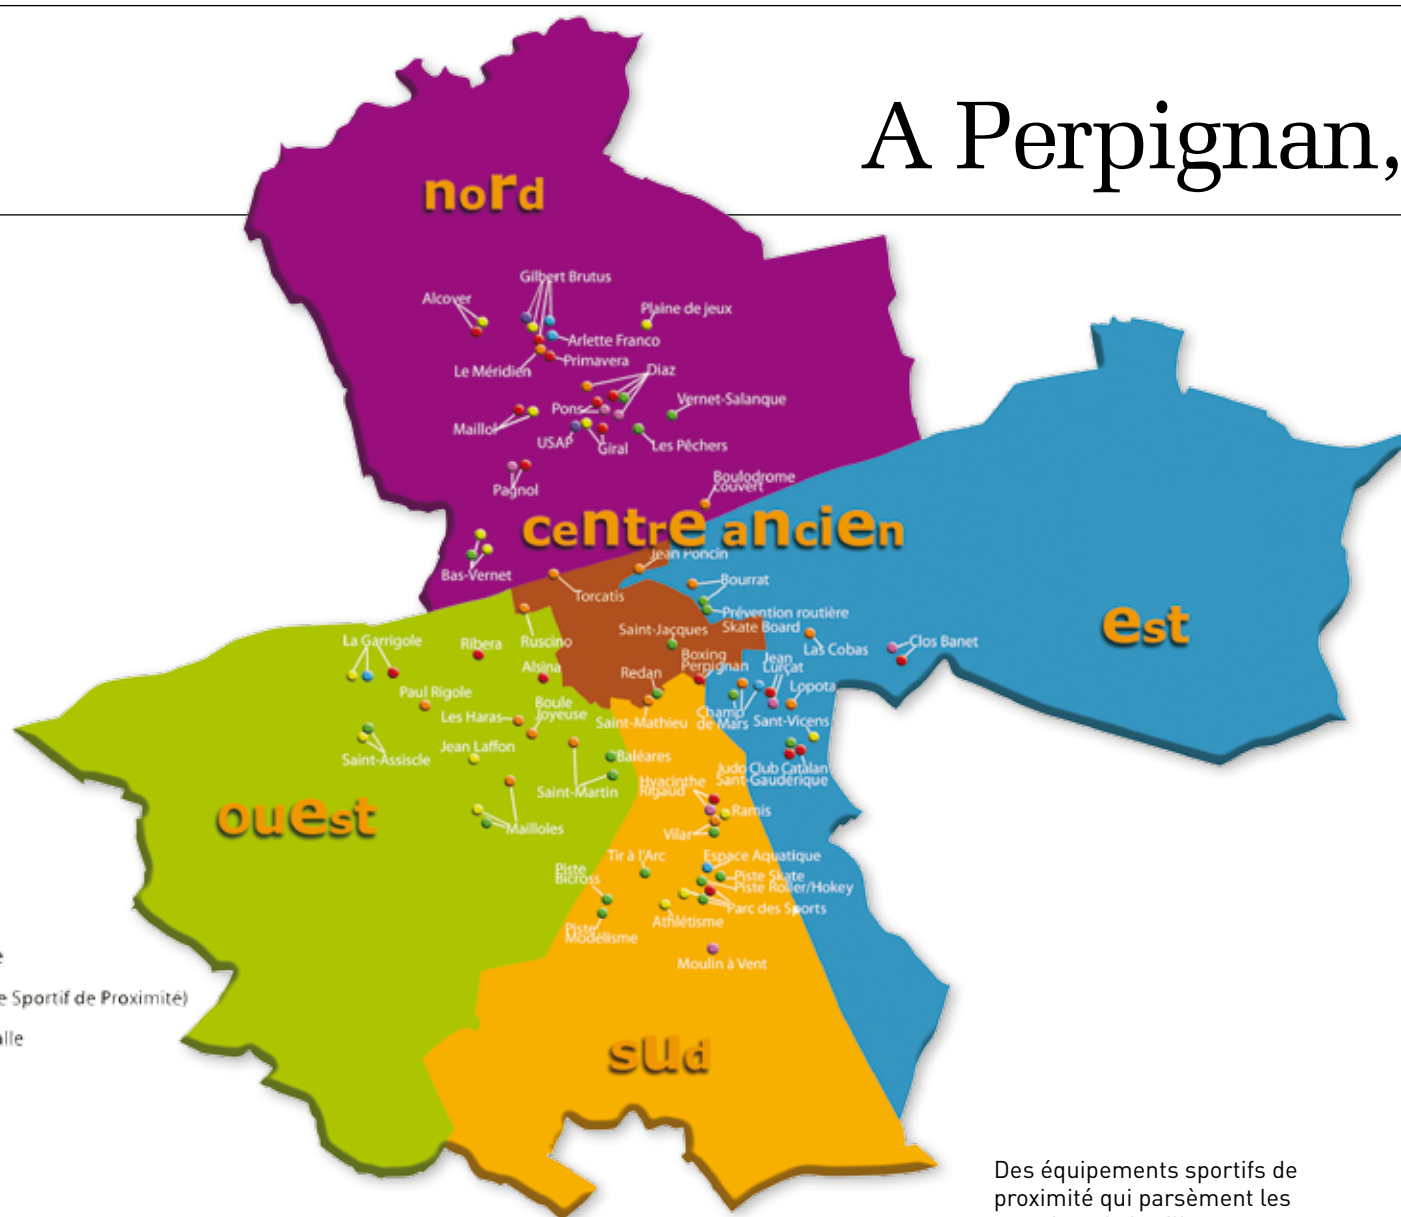 A Perpignan,
nord
Gilbert Brutus
Alcover
Plaine de jeux
Arlette Franco
Primavera
Le Méridien
Diaz
Vernet-Salanque
Pons
Maillol
USAP
Giral
Les Pêchers
Pagnol
Boulodrome
couvert
centre ancien
Jean Poncin
Bas-Vernet
Bourrat
Torcatis
Prévention routière
Skate Board
Saint-Jacques
est
La Garrigole
Ribera
Ruscino
Las Cobas
Clos Banet
Boxing
Perpignan
Jean
Lurçat
Alsina
Redan
Lopota
Paul Rigole
Boule
Joyeuse
Les Haras
Saint-Mathieu
Champ
de Mars
Sant-Vicens
Jean Laffon
Saint-Assiscle
Baléares
Judo Club Catalan
Saint-Gaudérique
Hyacinthe
Rigaud
Saint-Martin
ouest
Ramis
Mailloles
Vilar
Tir à l'Arc
Espace Aquatique
Piste
Bicross
Piste Skate
Piste Roller/Hokey
Parc des Sports
Athlétisme
Piste
Modélisme
Moulin à Vent
e Sportif de Proximité)
alle
sud
Des équipements sportifs de
proximité qui parsèment les